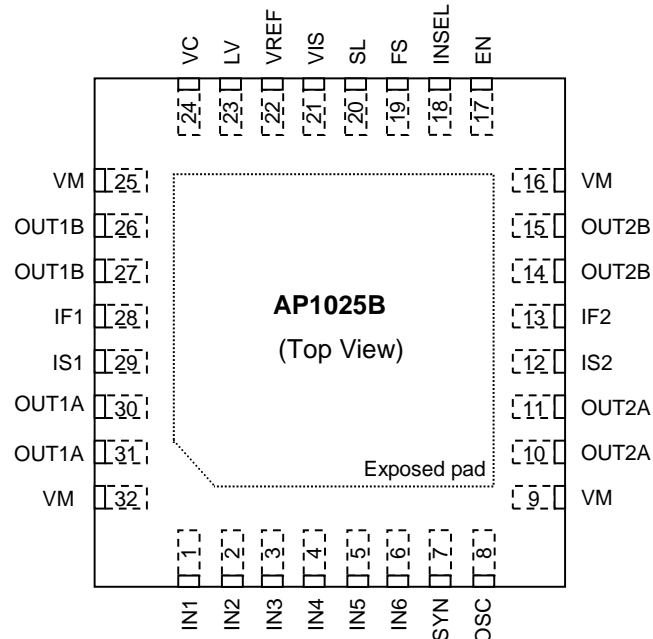 VC LV VREF VIS SL FS INSEL EN
24 23 22 21 20 19 18 17
VM 25 16 VM
OUT1B 26 15 OUT2B
OUT1B 27 14 OUT2B
IF1 28 13 IF2
IS1 29 12 IS2
OUT1A 30 11 OUT2A
OUT1A 31 10 OUT2A
VM 32 9 VM
AP1025B
(Top View)
Exposed pad
1 2 3 4 5 6 7 8
IN1 IN2 IN3 IN4 IN5 IN6 SYN OSC